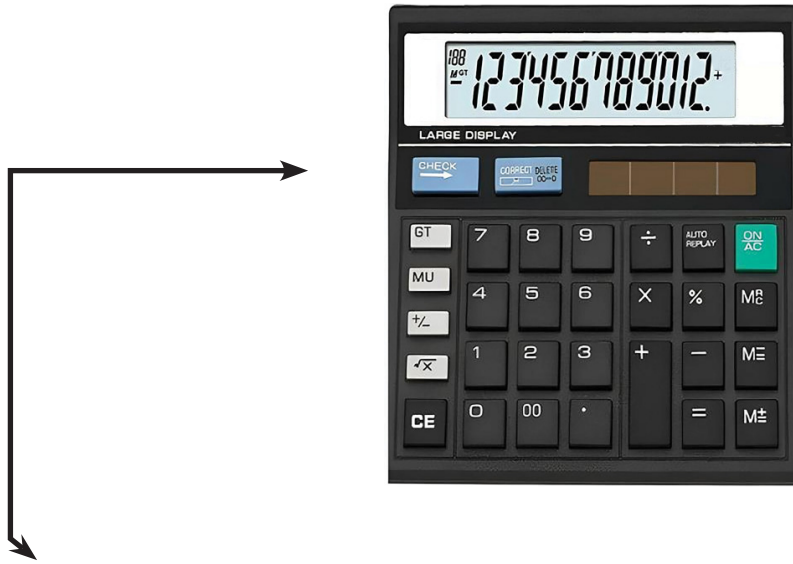 188
M GT
123456789012.
+
LARGE DISPLAY
CHECK CORRECT DELETE
00→0
GT 7 8 9 ÷ AUTO REPLAY ON AC
MU 4 5 6 X % MRC
+/-
√X 1 2 3 + − M=
CE 0 00 · = M±